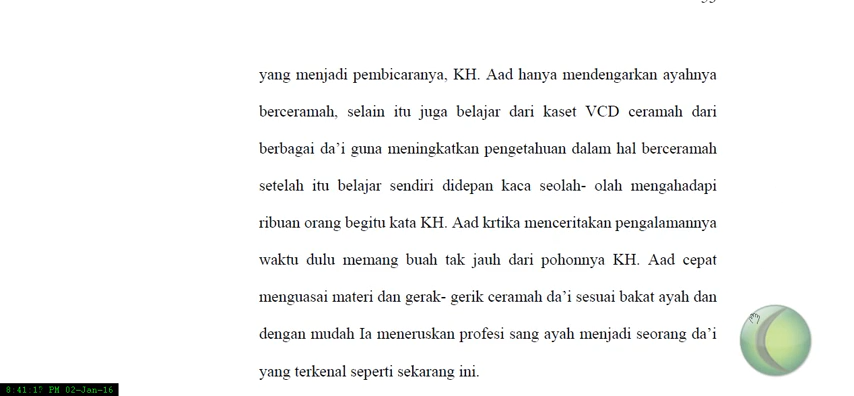 yang menjadi pembicaranya, KH. Aad hanya mendengarkan ayahnya
berceramah, selain itu juga belajar dari kaset VCD ceramah dari
berbagai da’i guna meningkatkan pengetahuan dalam hal berceramah
setelah itu belajar sendiri didepan kaca seolah- olah mengahadapi
ribuan orang begitu kata KH. Aad krtika menceritakan pengalamannya
waktu dulu memang buah tak jauh dari pohonnya KH. Aad cepat
menguasai materi dan gerak- gerik ceramah da’i sesuai bakat ayah dan
dengan mudah Ia meneruskan profesi sang ayah menjadi seorang da’i
yang terkenal seperti sekarang ini.
8:41:19 PM 02-Jan-16